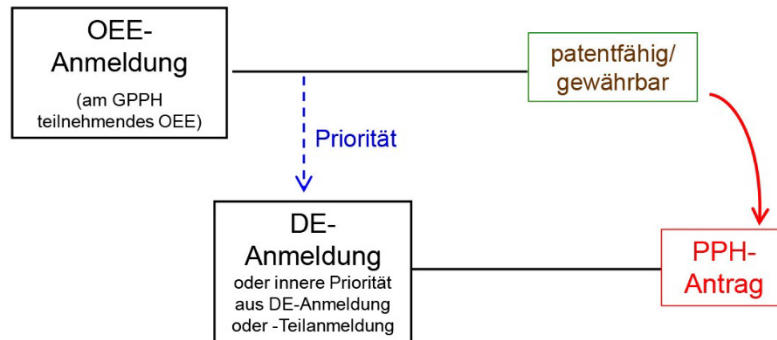 OEE-
Anmeldung
(am GPPH
teilnehmendes OEE)
patentfähig/
gewährbar
Priorität
DE-
Anmeldung
oder innere Priorität
aus DE-Anmeldung
oder -Teilanmeldung
PPH-
Antrag